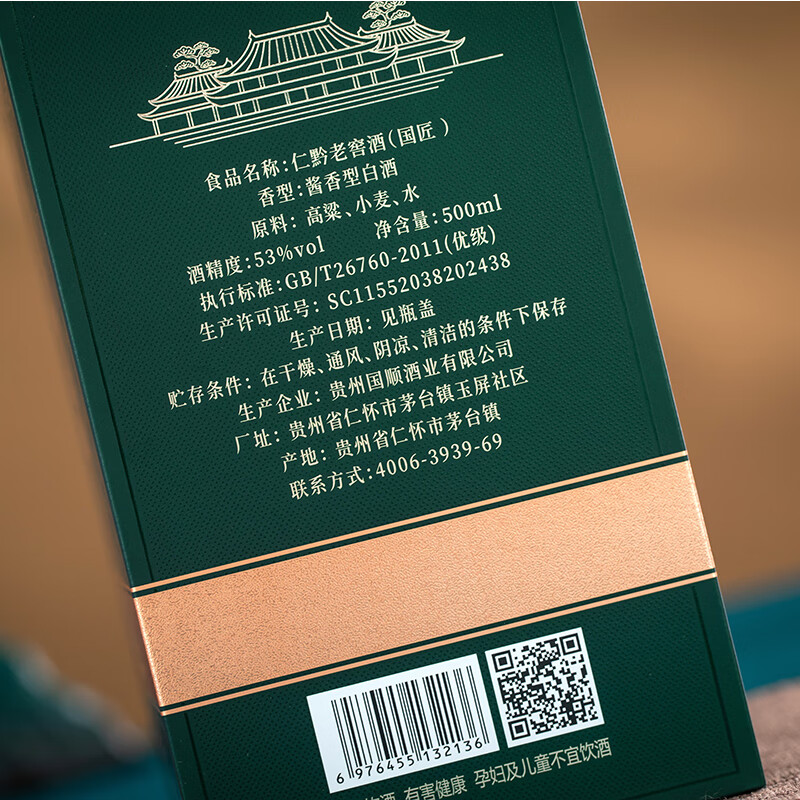 食品名称:仁黔老窖酒(国匠)
香型:酱香型白酒
原料:高粱、小麦、水
酒精度:53%vol 净含量:500ml
执行标准:GB/T26760-2011(优级)
生产许可证号:SC11552038202438
生产日期:见瓶盖
贮存条件:在干燥、通风、阴凉、清洁的条件下保存
生产企业:贵州国顺酒业有限公司
厂址:贵州省仁怀市茅台镇玉屏社区
产地:贵州省仁怀市茅台镇
联系方式:4006-3939-69
6 976455 132136
饮酒 有害健康 孕妇及儿童不宜饮酒